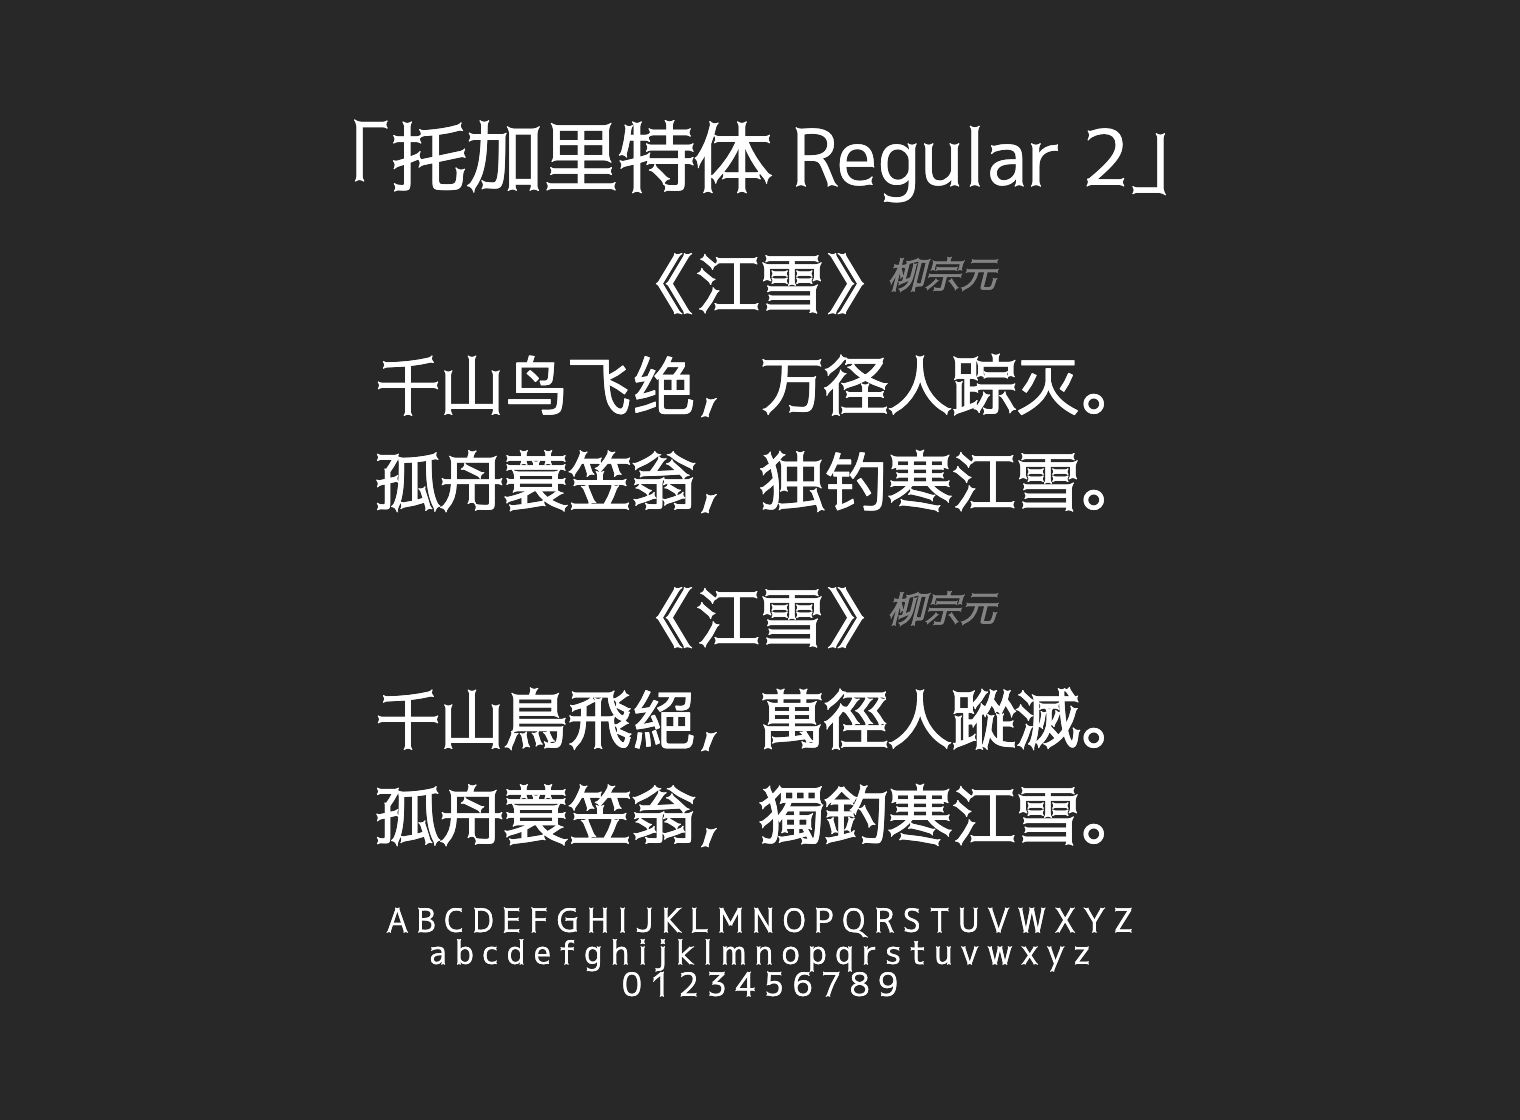 「托加里特体 Regular 2」
《江雪》柳宗元
千山鸟飞绝，万径人踪灭。
孤舟蓑笠翁，独钓寒江雪。
《江雪》柳宗元
千山鳥飛絕，萬徑人蹤滅。
孤舟蓑笠翁，獨釣寒江雪。
A B C D E F G H I J K L M N O P Q R S T U V W X Y Z
a b c d e f g h i j k l m n o p q r s t u v w x y z
0 1 2 3 4 5 6 7 8 9